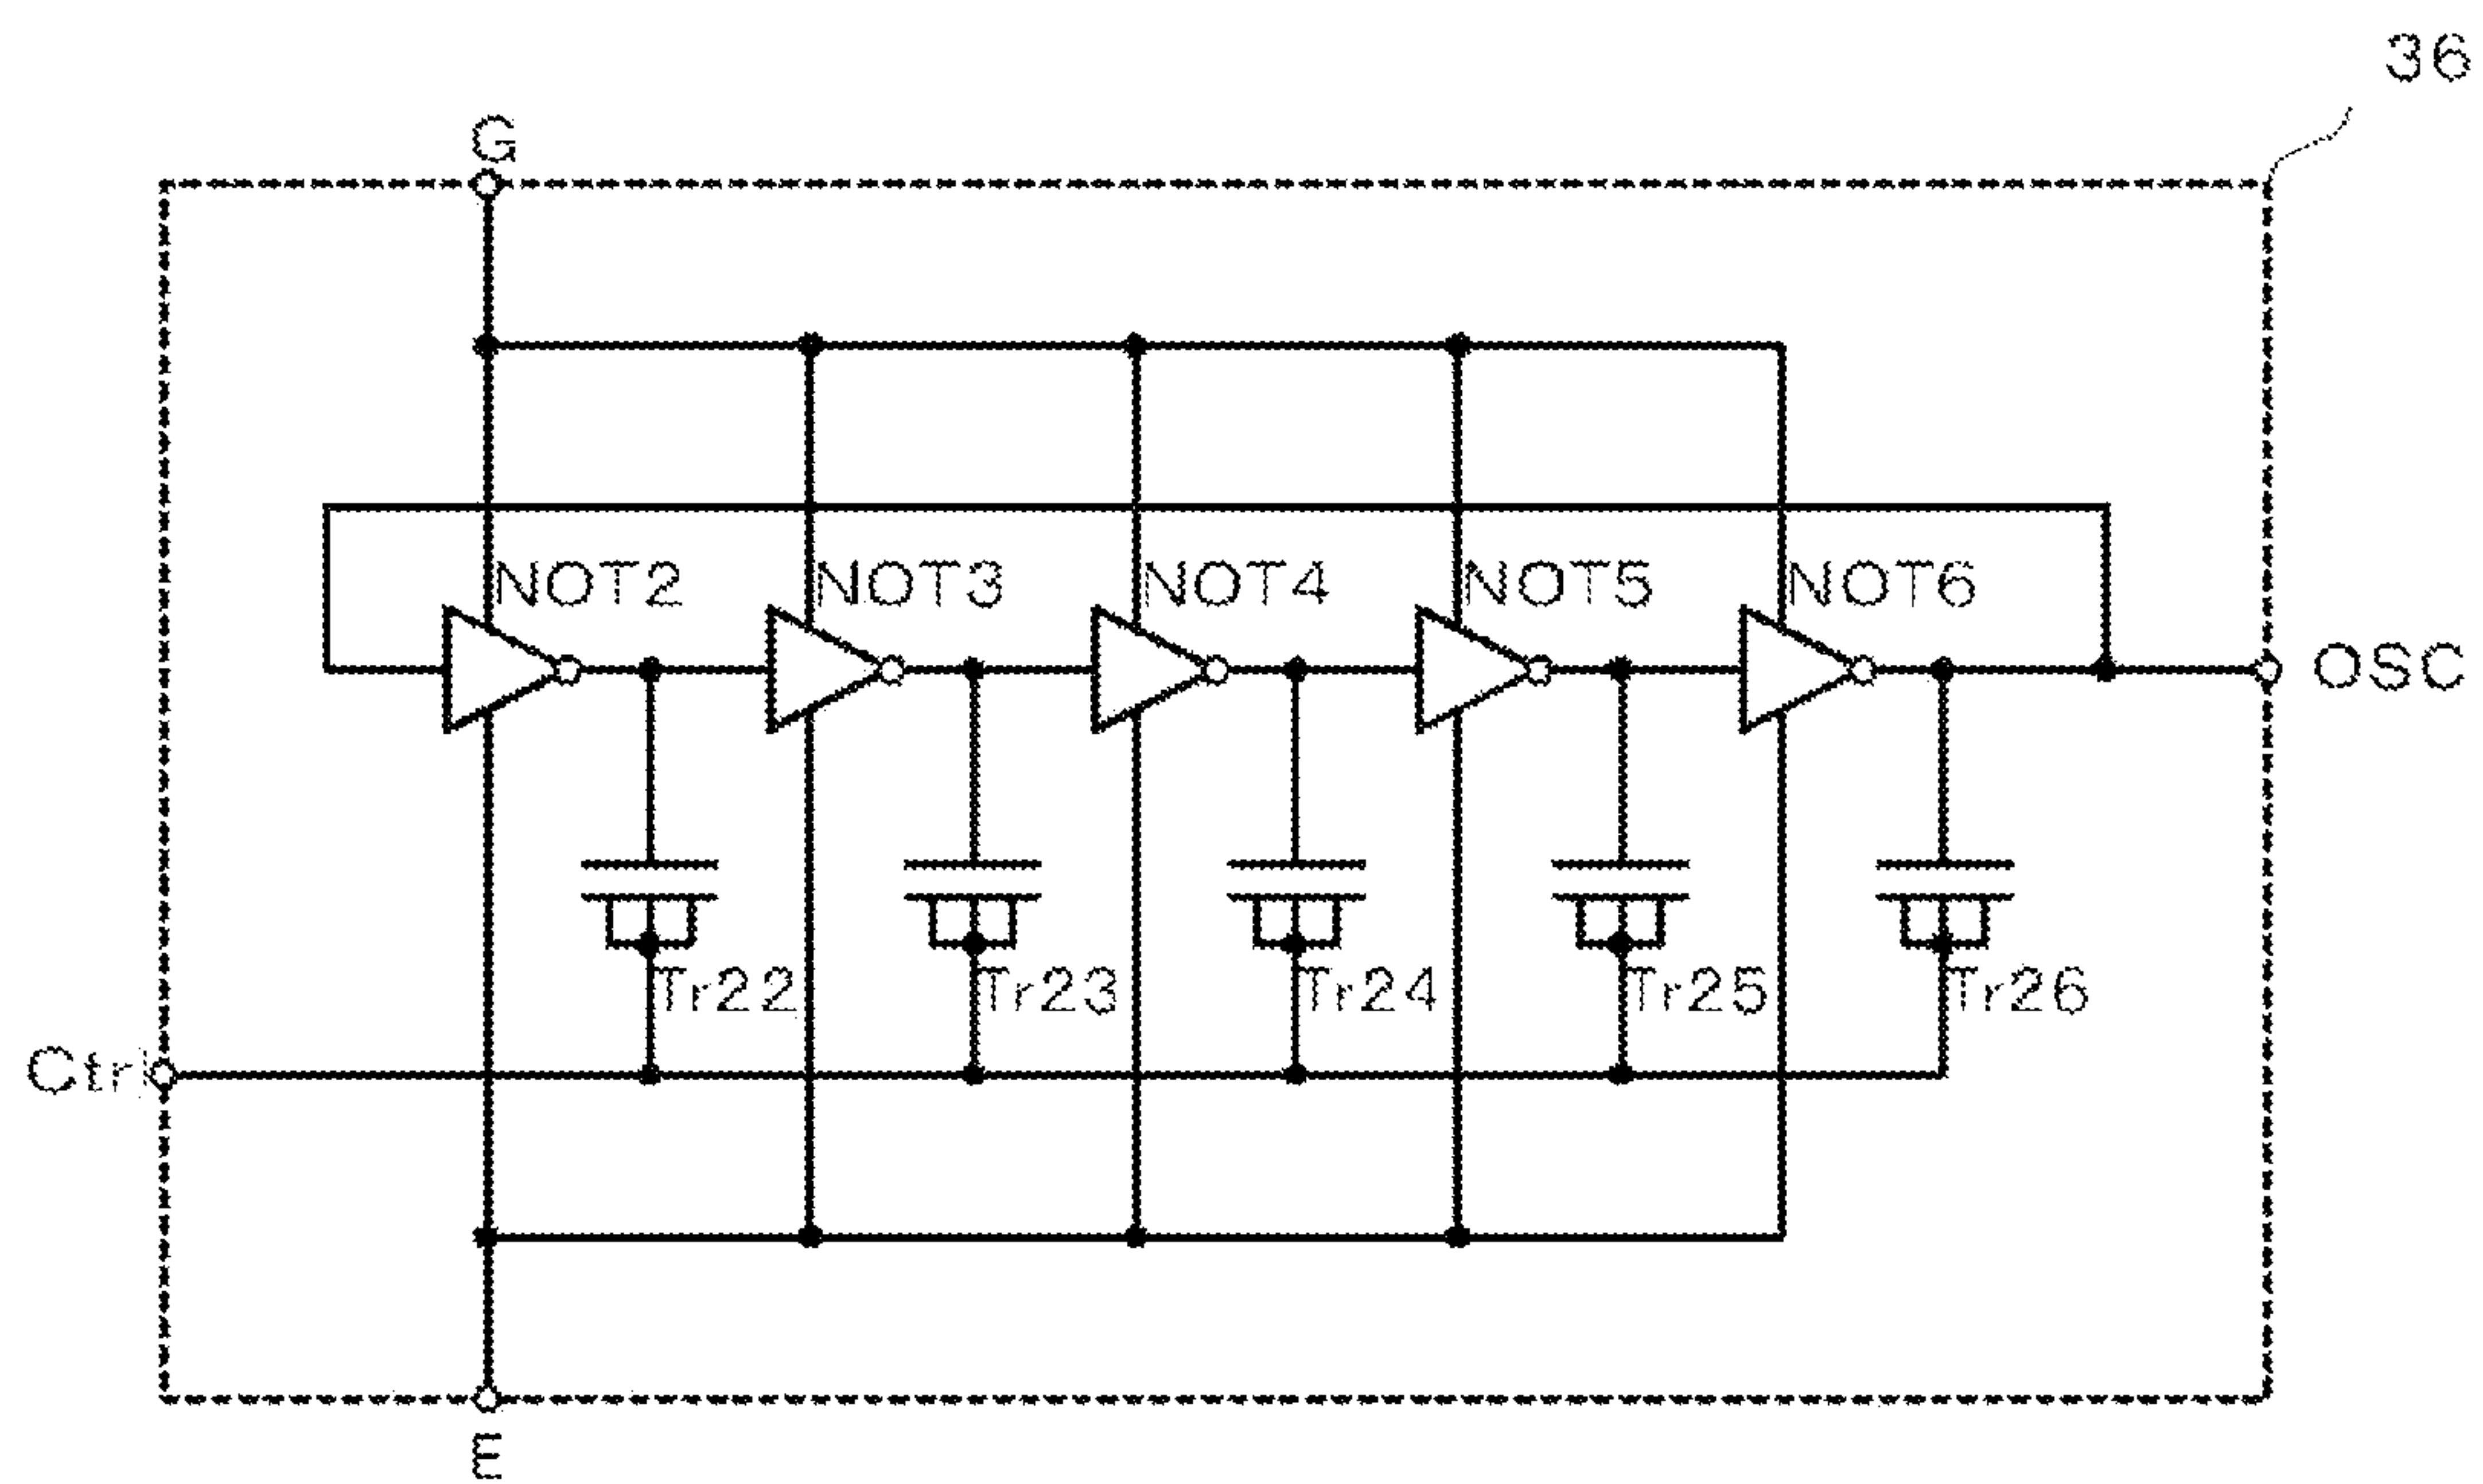 36
G
NOT2 NOT3 NOT4 NOT5 NOT6
OSC
Tr22 Tr23 Tr24 Tr25 Tr26
Ctrl
E